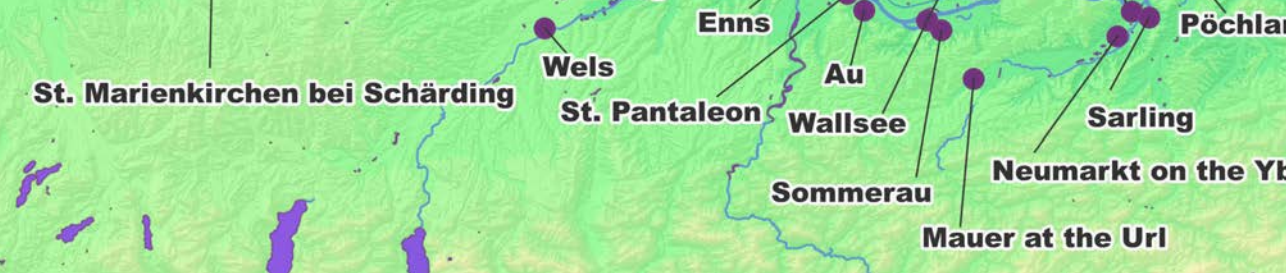 Enns
Pöchlar
Wels
Au
St. Marienkirchen bei Schärding
St. Pantaleon
Wallsee
Sarling
Neumarkt on the Yb
Sommerau
Mauer at the Url